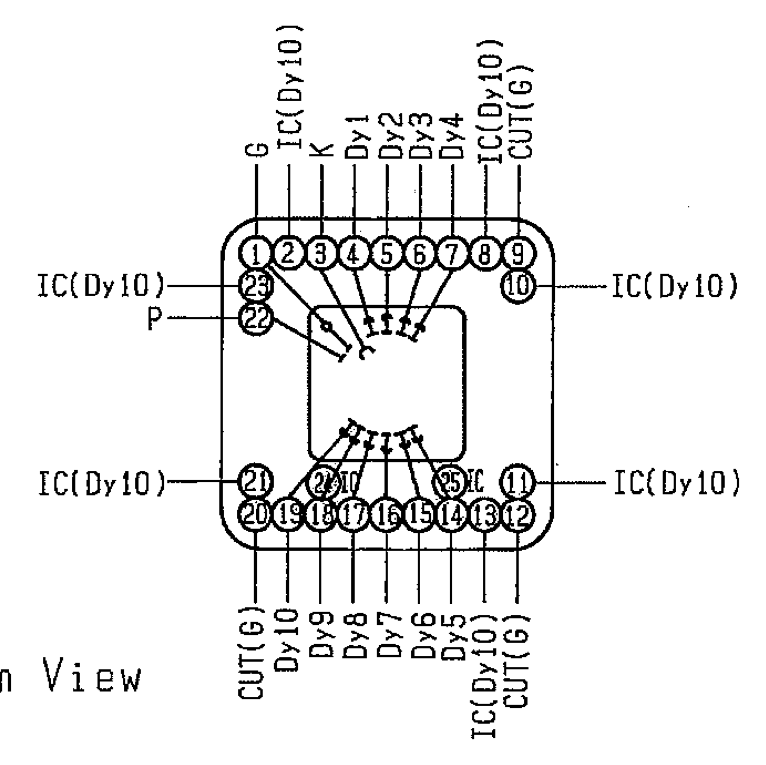 G
IC(Dy10)
K
Dy1
Dy2
Dy3
Dy4
IC(Dy10)
CUT(G)
1 2 3 4 5 6 7 8 9
IC(Dy10) 23 10 IC(Dy10)
P 22
IC(Dy10) 21 24 IC 25 IC 11 IC(Dy10)
20 19 18 17 16 15 14 13 12
CUT(G)
Dy10
Dy9
Dy8
Dy7
Dy6
Dy5
IC(Dy10)
CUT(G)
View